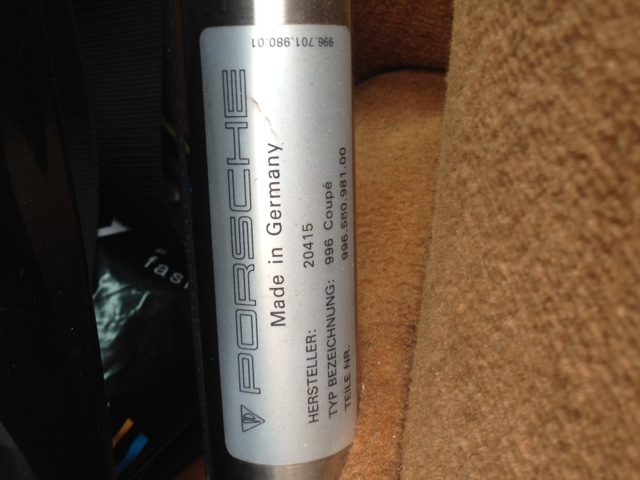 PORSCHE
Made in Germany
HERSTELLER: 20415
TYP BEZEICHNUNG: 996 Coupé
TEILE NR. 996.580.981.00
996.701.980.01
fas